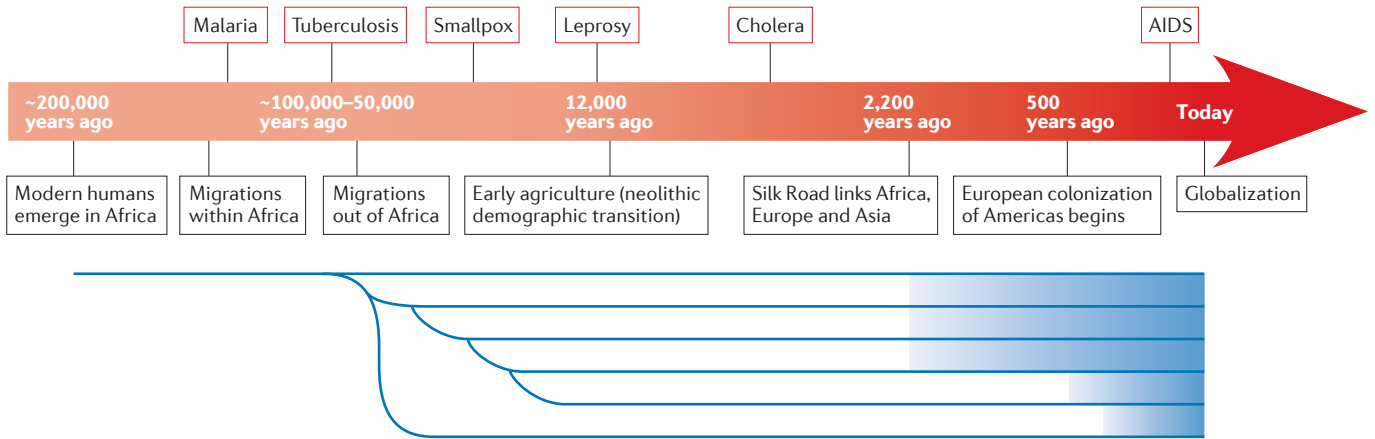 Malaria
Tuberculosis
Smallpox
Leprosy
Cholera
AIDS
~200,000
years ago
~100,000–50,000
years ago
12,000
years ago
2,200
years ago
500
years ago
Today
Modern humans
emerge in Africa
Migrations
within Africa
Migrations
out of Africa
Early agriculture (neolithic
demographic transition)
Silk Road links Africa,
Europe and Asia
European colonization
of Americas begins
Globalization